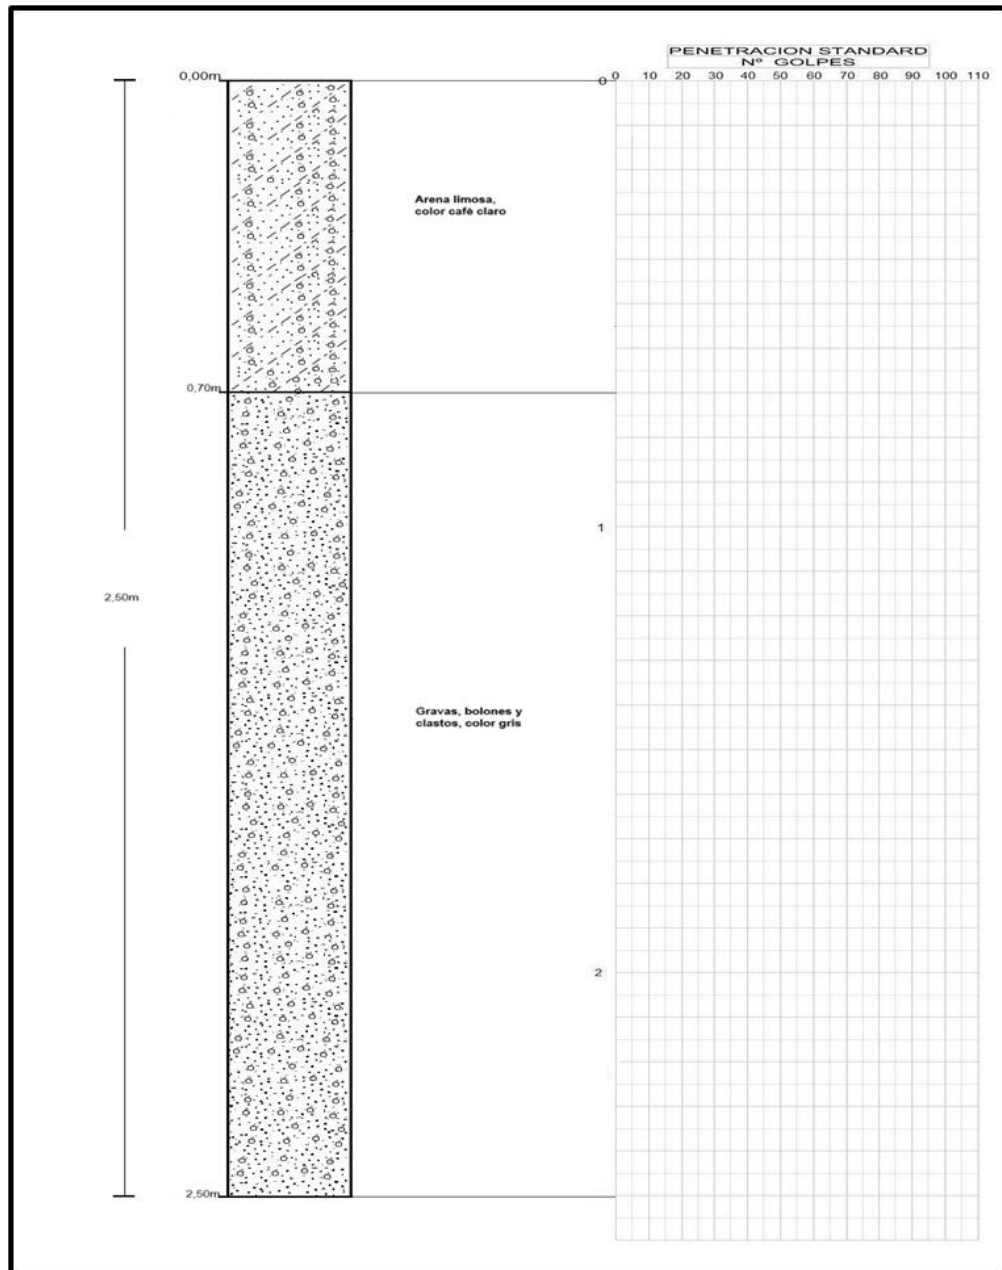 PENETRACION STANDARD
Nº GOLPES
0 10 20 30 40 50 60 70 80 90 100 110
0,00m
0
Arena limosa,
color café claro
0,70m
1
2,50m
Gravas, bolones y
clastos, color gris
2
2,50m